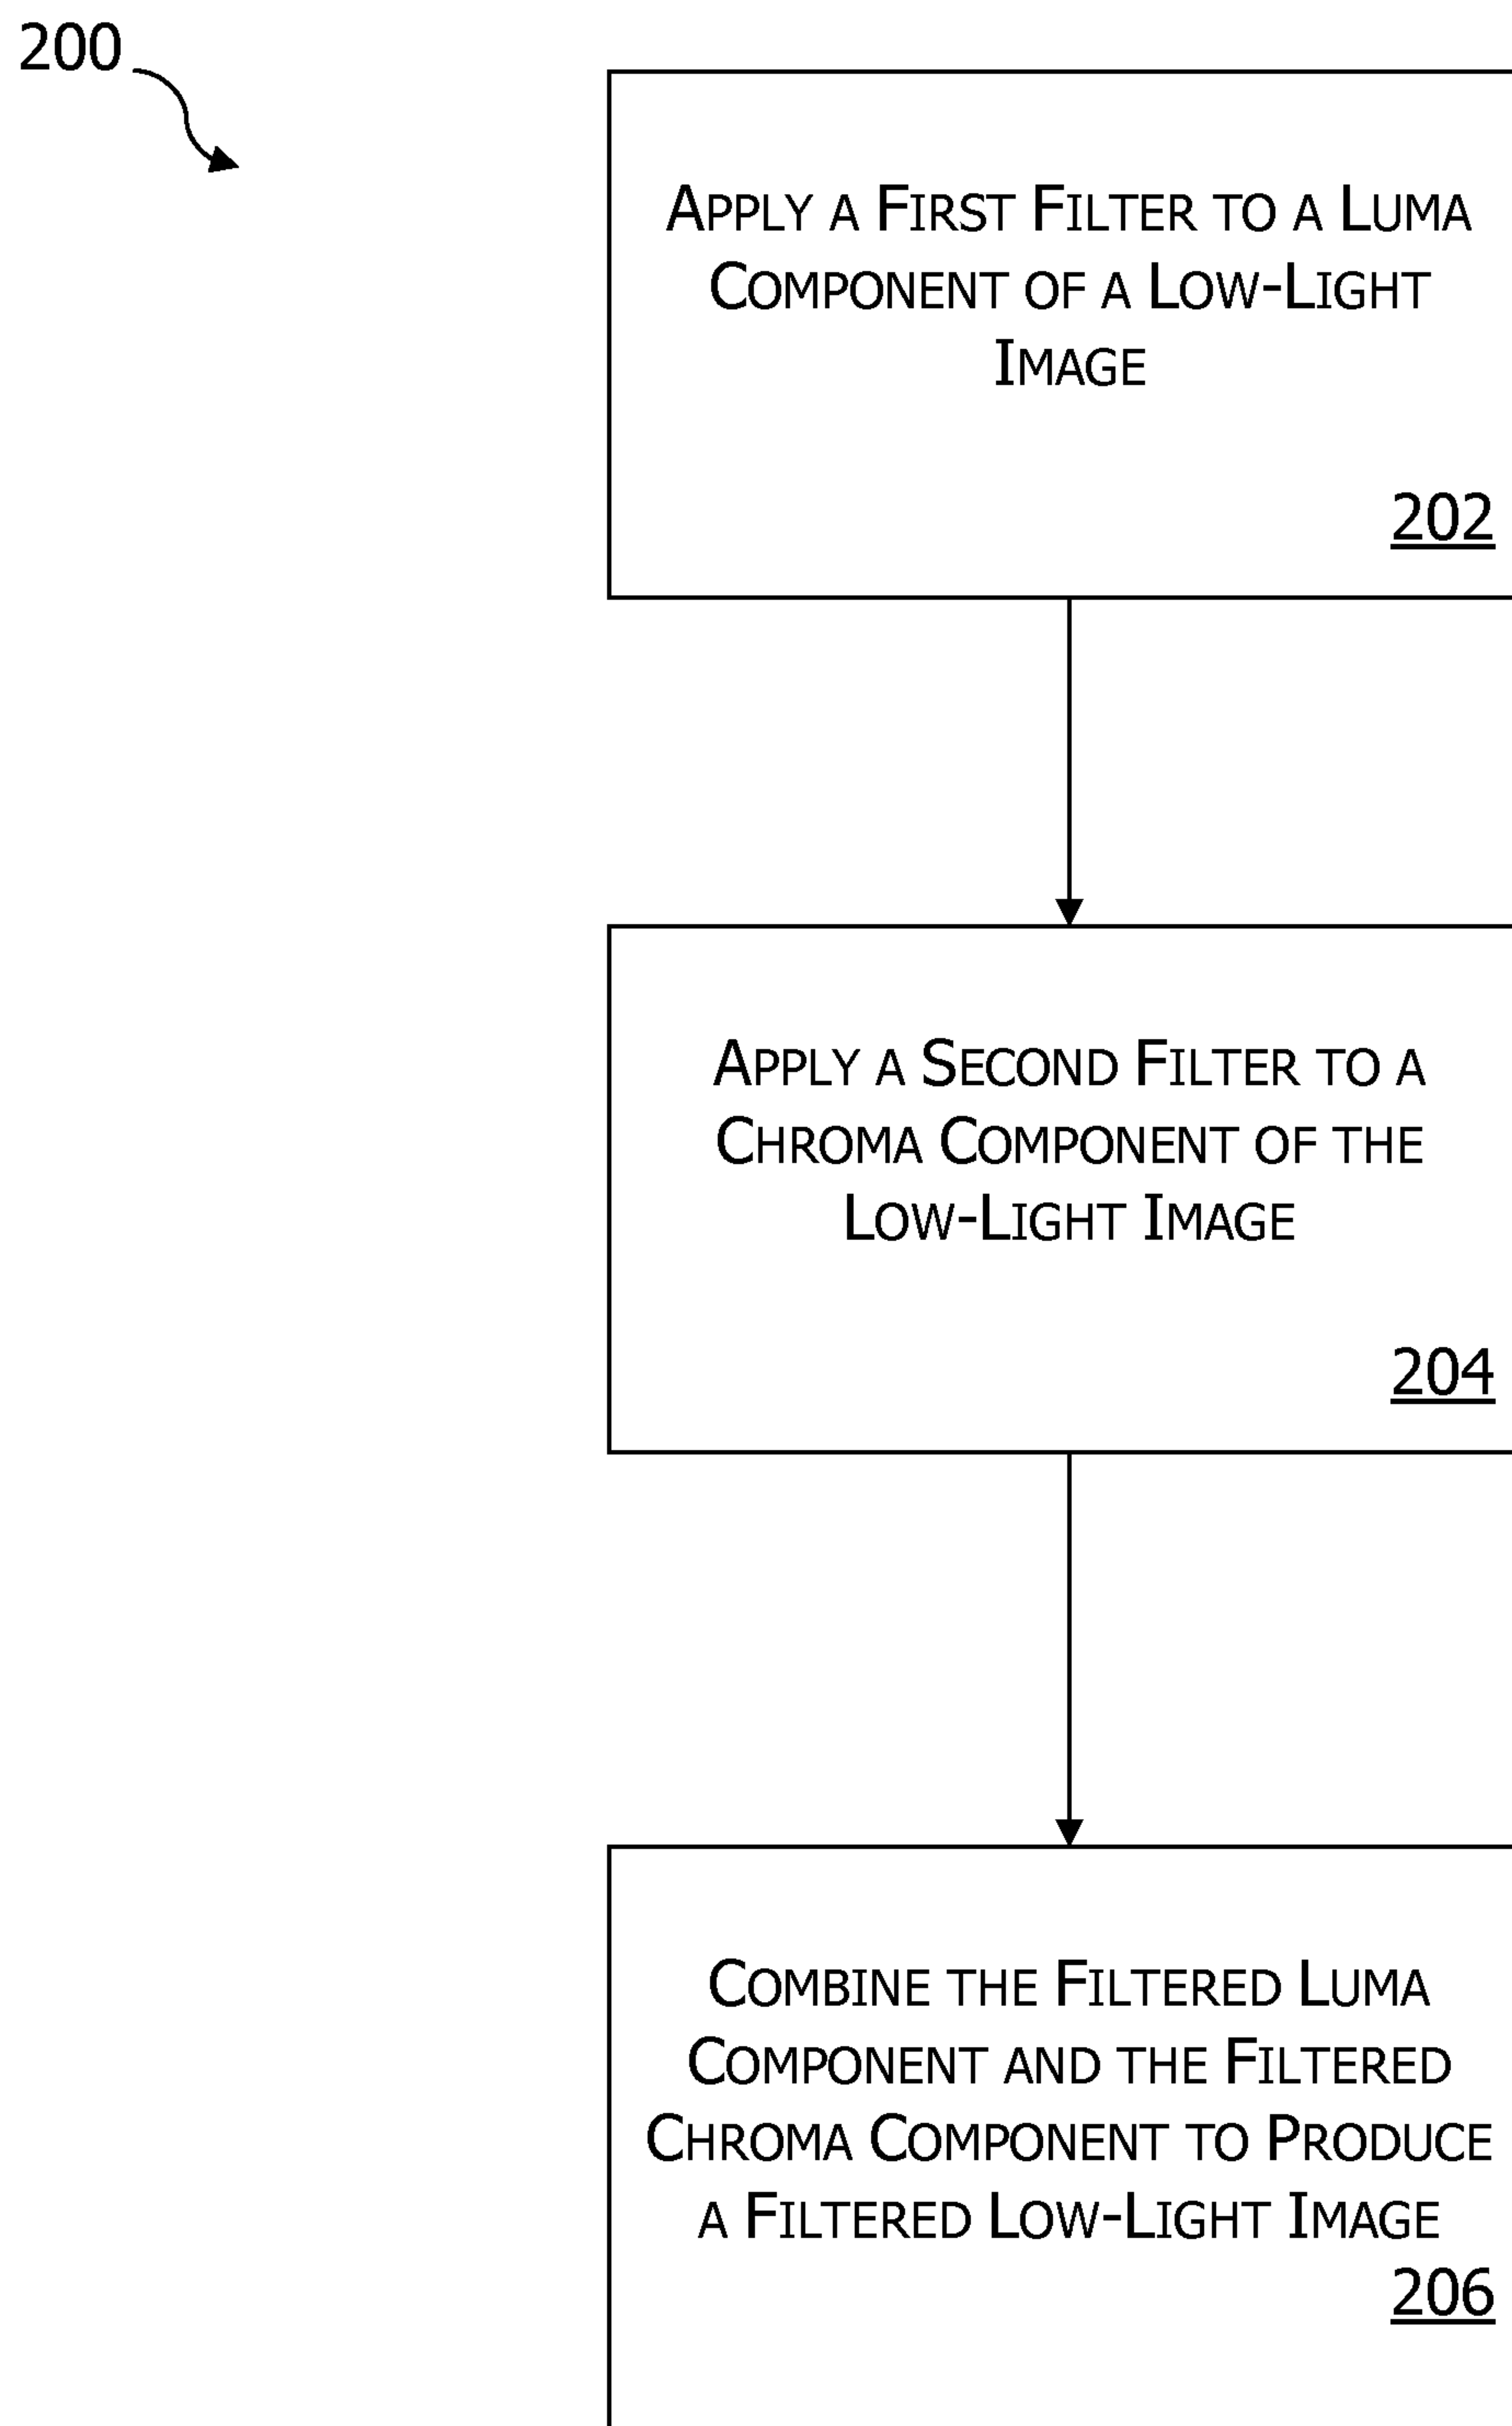 200
Apply a First Filter to a Luma
Component of a Low-Light
Image
202
Apply a Second Filter to a
Chroma Component of the
Low-Light Image
204
Combine the Filtered Luma
Component and the Filtered
Chroma Component to Produce
a Filtered Low-Light Image
206